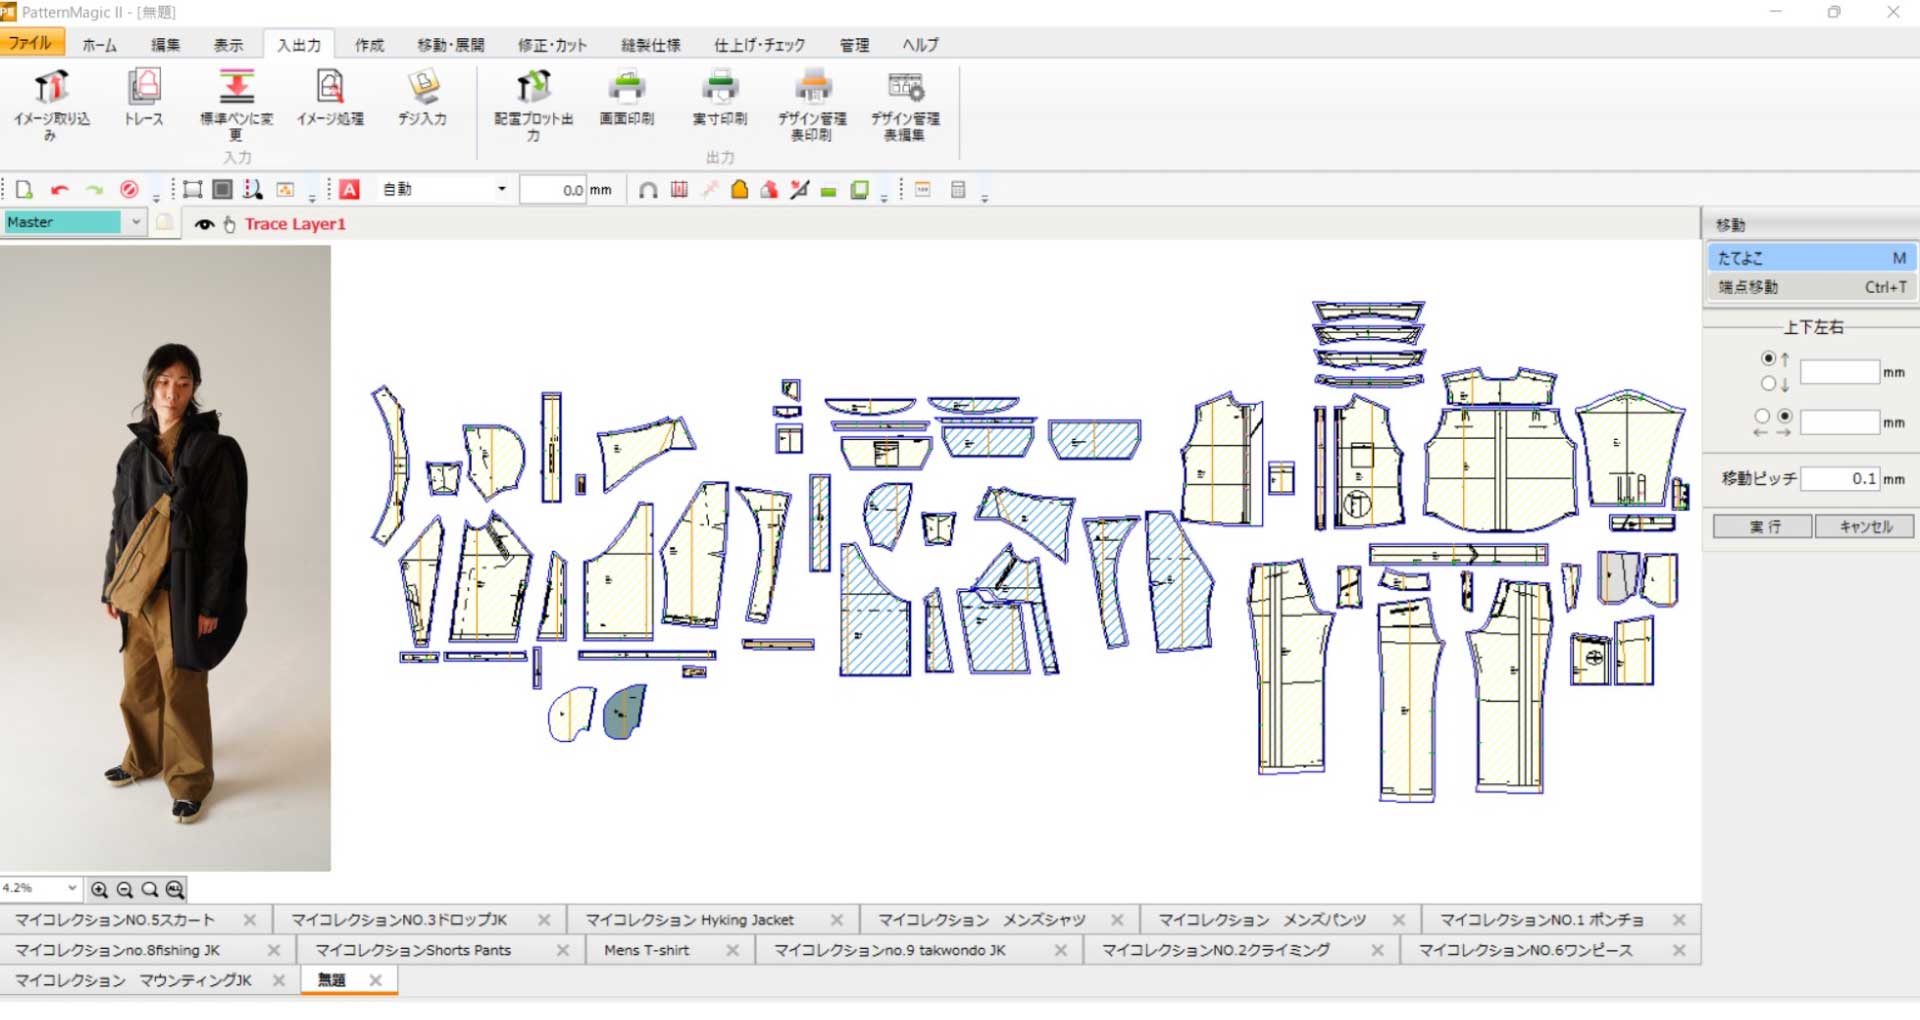 PatternMagic II - [無題]
ファイル ホーム 編集 表示 入出力 作成 移動・展開 修正・カット 縫製仕様 仕上げ・チェック 管理 ヘルプ
イメージ取り込み
トレース
標準ペンに変更
イメージ処理
デジ入力
配置プロット出力
画面印刷
実寸印刷
デザイン管理表印刷
デザイン管理表編集
入力
出力
A 自動 0.0 mm
Master
Trace Layer1
移動
たてよこ M
端点移動 Ctrl+T
上下左右
↑ mm
↓
← → mm
移動ピッチ 0.1 mm
実行 キャンセル
4.2% ALL
マイコレクションNO.5スカート マイコレクションNO.3ドロップJK マイコレクション Hyking Jacket マイコレクション メンズシャツ マイコレクション メンズパンツ マイコレクションNO.1 ポンチョ
マイコレクションno.8fishing JK マイコレクションShorts Pants Mens T-shirt マイコレクションno.9 takwondo JK マイコレクションNO.2クライミング マイコレクションNO.6ワンピース
マイコレクション マウンティングJK 無題